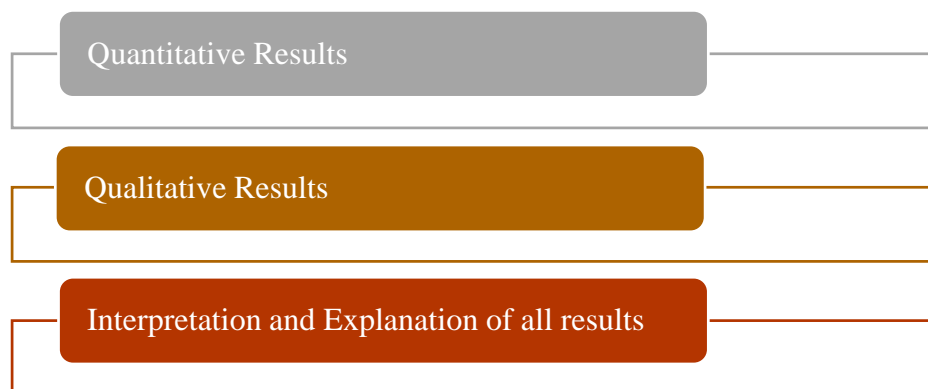 Quantitative Results
Qualitative Results
Interpretation and Explanation of all results